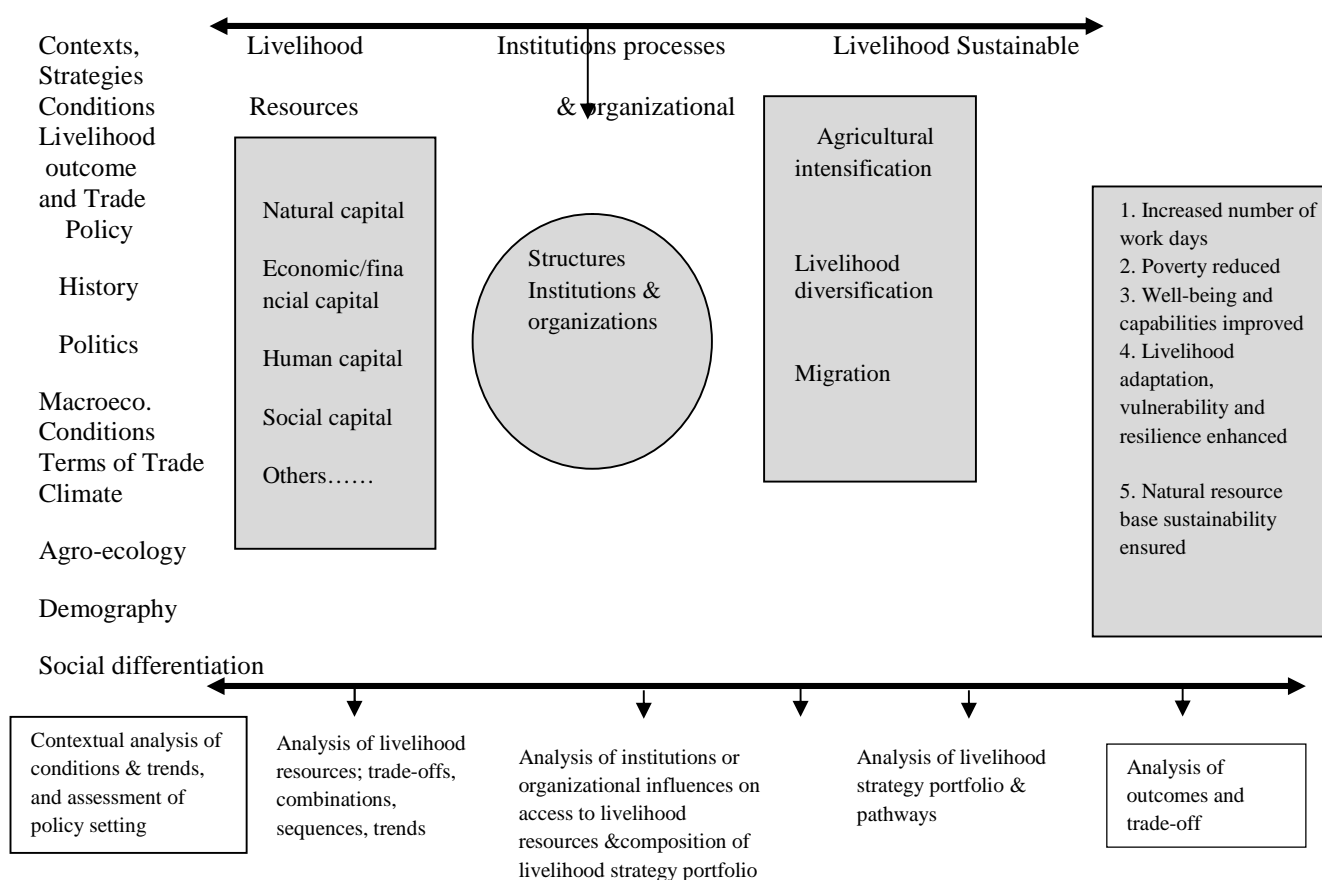 Contexts,
Strategies
Conditions
Livelihood
outcome
and Trade
Policy
History
Politics
Macroeco.
Conditions
Terms of Trade
Climate
Agro-ecology
Demography
Social differentiation
Livelihood
Resources
Natural capital
Economic/fina
ncial capital
Human capital
Social capital
Others……
Institutions processes
& organizational
Structures
Institutions &
organizations
Livelihood Sustainable
Agricultural
intensification
Livelihood
diversification
Migration
1. Increased number of
work days
2. Poverty reduced
3. Well-being and
capabilities improved
4. Livelihood
adaptation,
vulnerability and
resilience enhanced
5. Natural resource
base sustainability
ensured
Contextual analysis of
conditions & trends,
and assessment of
policy setting
Analysis of livelihood
resources; trade-offs,
combinations,
sequences, trends
Analysis of institutions or
organizational influences on
access to livelihood
resources &composition of
livelihood strategy portfolio
Analysis of livelihood
strategy portfolio &
pathways
Analysis of
outcomes and
trade-off